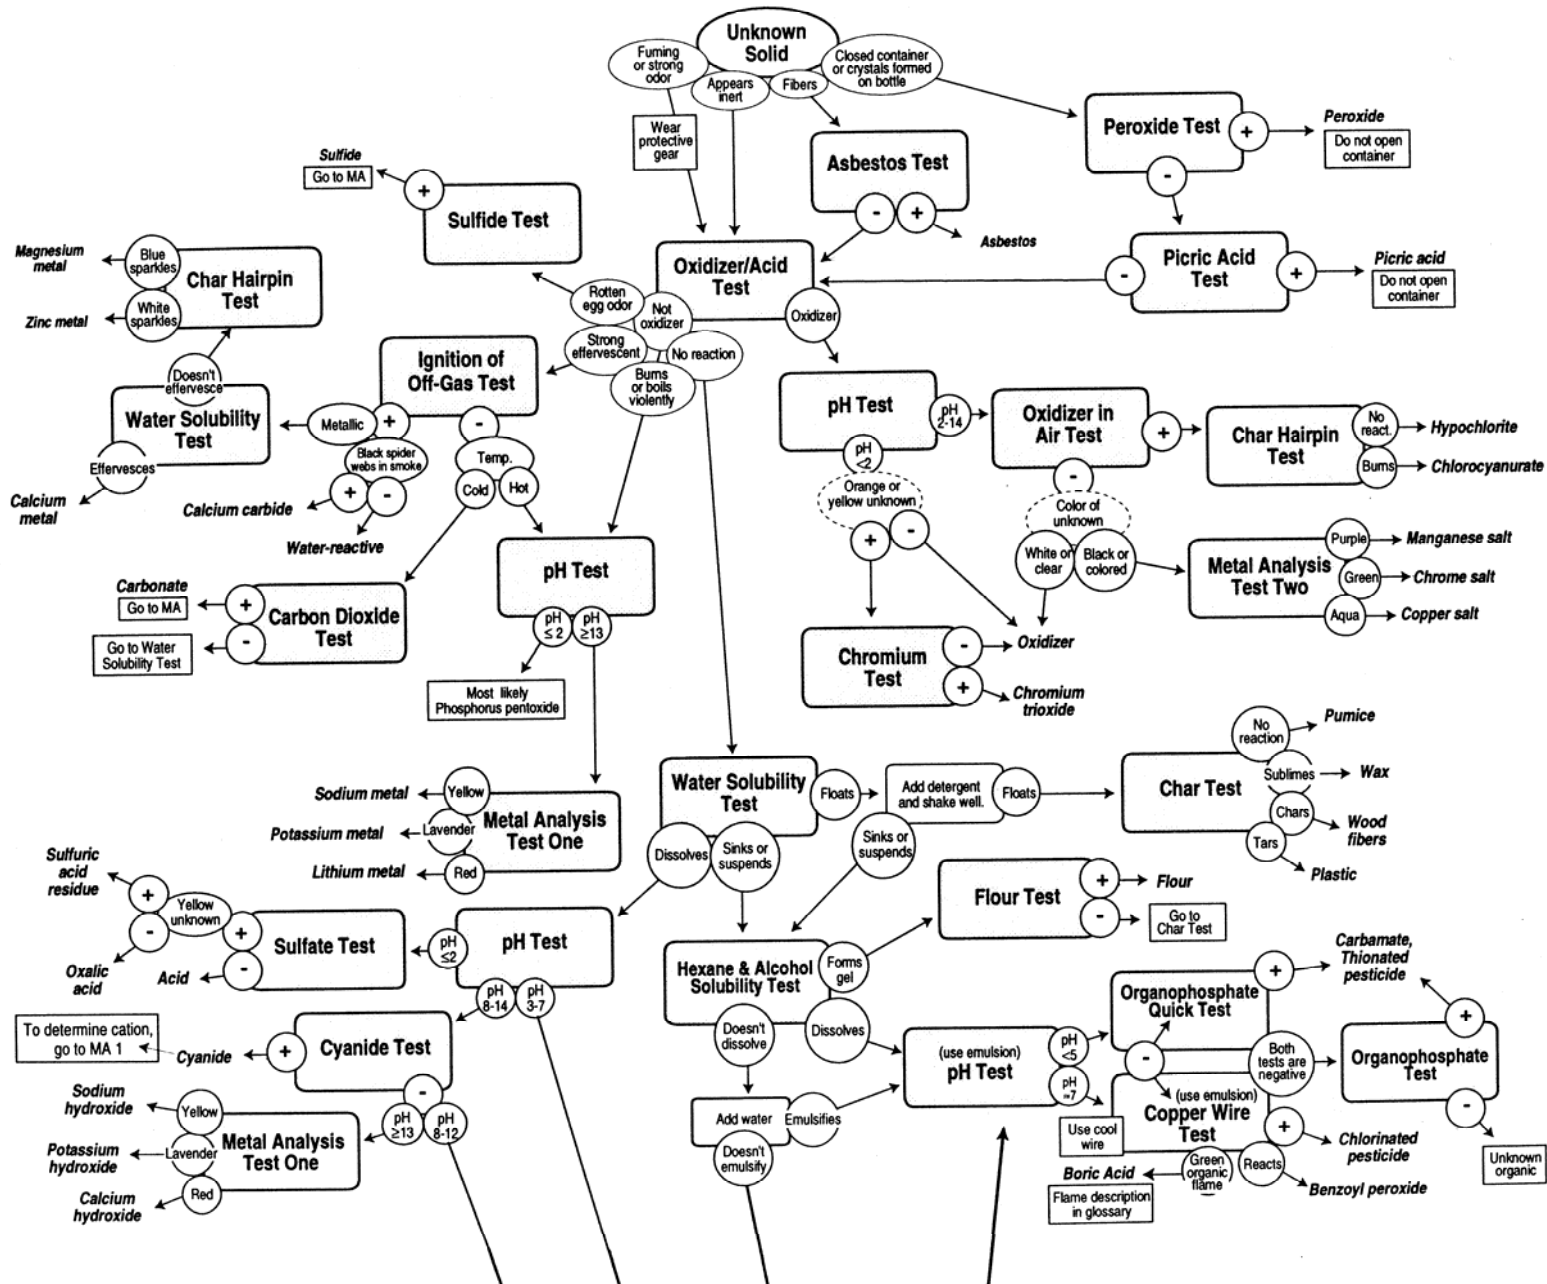 Unknown
Solid
Fuming
or strong
odor
Appears
inert
Fibers
Closed container
or crystals formed
on bottle
Wear
protective
gear
Peroxide Test
+
-
Peroxide
Do not open
container
Asbestos Test
-
+
Asbestos
Picric Acid
Test
-
+
Picric acid
Do not open
container
Sulfide
Go to MA
+
Sulfide Test
Oxidizer/Acid
Test
Rotten
egg odor
Not
oxidizer
Oxidizer
Strong
effervescent
No reaction
Burns
or boils
violently
Magnesium
metal
Blue
sparkles
Char Hairpin
Test
Zinc metal
White
sparkles
Ignition of
Off-Gas Test
Doesn't
effervesce
Water Solubility
Test
Metallic
+
-
Effervesces
Calcium
metal
Black spider
webs in smoke
+
-
Calcium carbide
Water-reactive
Temp.
Cold
Hot
pH Test
pH
2-14
pH
<2
Orange or
yellow unknown
+
-
Oxidizer in
Air Test
+
-
Char Hairpin
Test
No
react.
Hypochlorite
Burns
Chlorocyanurate
Color of
unknown
White or
clear
Black or
colored
Metal Analysis
Test Two
Purple
Manganese salt
Green
Chrome salt
Aqua
Copper salt
Chromium
Test
-
Oxidizer
+
Chromium
trioxide
Carbonate
Go to MA
+
Carbon Dioxide
Test
-
Go to Water
Solubility Test
pH Test
pH
≤ 2
pH
≥13
Most likely
Phosphorus pentoxide
Water Solubility
Test
Floats
Add detergent
and shake well.
Floats
Dissolves
Sinks or
suspends
Sinks or
suspends
Char Test
No
reaction
Pumice
Sublimes
Wax
Chars
Wood
fibers
Tars
Plastic
Sodium metal
Yellow
Potassium metal
Lavender
Metal Analysis
Test One
Lithium metal
Red
Sulfuric
acid
residue
+
Yellow
unknown
-
Oxalic
acid
+
Sulfate Test
-
Acid
pH
≤2
pH Test
pH
8-14
pH
3-7
Flour Test
+
Flour
-
Go to
Char Test
Hexane & Alcohol
Solubility Test
Forms
gel
Doesn't
dissolve
Dissolves
To determine cation,
go to MA 1
Cyanide
+
Cyanide Test
-
pH
≥13
pH
8-12
Sodium
hydroxide
Yellow
Potassium
hydroxide
Lavender
Metal Analysis
Test One
Calcium
hydroxide
Red
Add water
Emulsifies
Doesn't
emulsify
(use emulsion)
pH Test
pH
<5
pH
=7
Organophosphate
Quick Test
+
Carbamate,
Thionated
pesticide
-
Both
tests are
negative
Organophosphate
Test
+
-
Unknown
organic
(use emulsion)
Copper Wire
Test
Use cool
wire
+
Chlorinated
pesticide
Reacts
Benzoyl peroxide
Green
organic
flame
Boric Acid
Flame description
in glossary